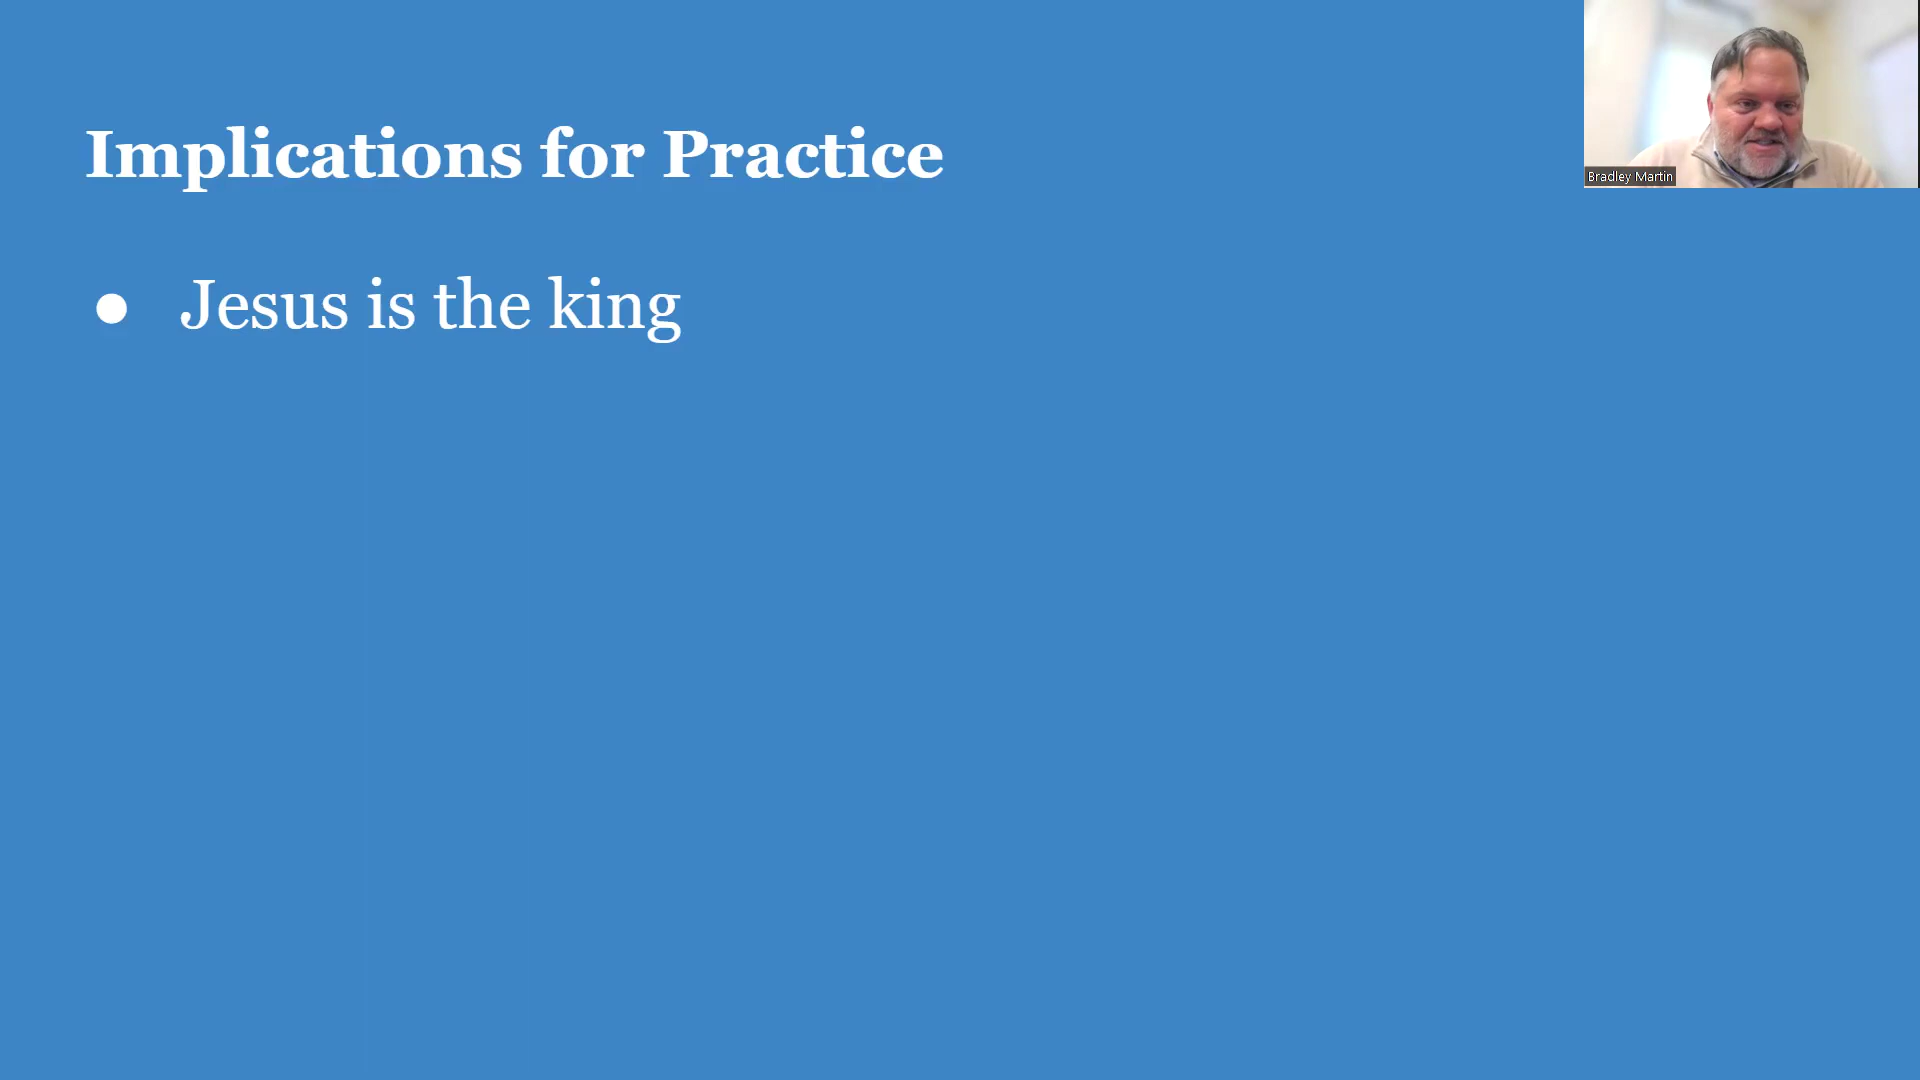 Implications for Practice
● Jesus is the king
Bradley Martin